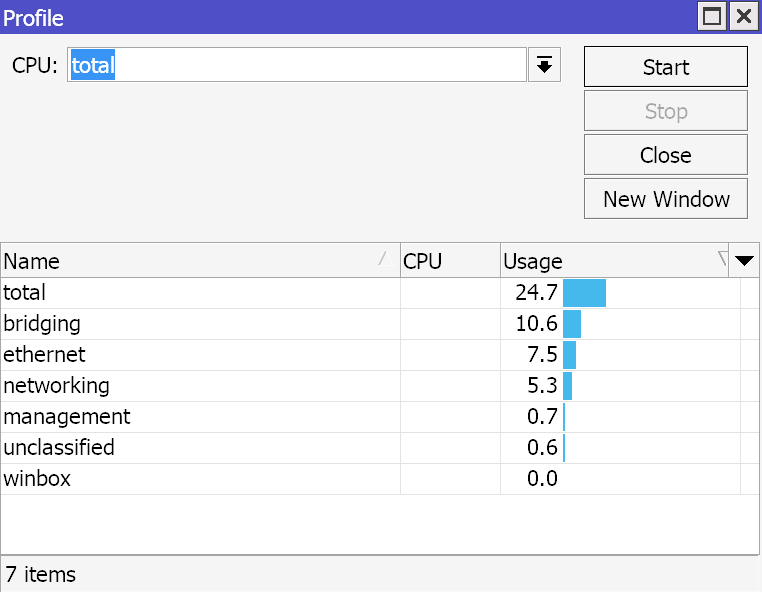 Profile
CPU: total
Start
Stop
Close
New Window
Name CPU Usage
total 24.7
bridging 10.6
ethernet 7.5
networking 5.3
management 0.7
unclassified 0.6
winbox 0.0
7 items